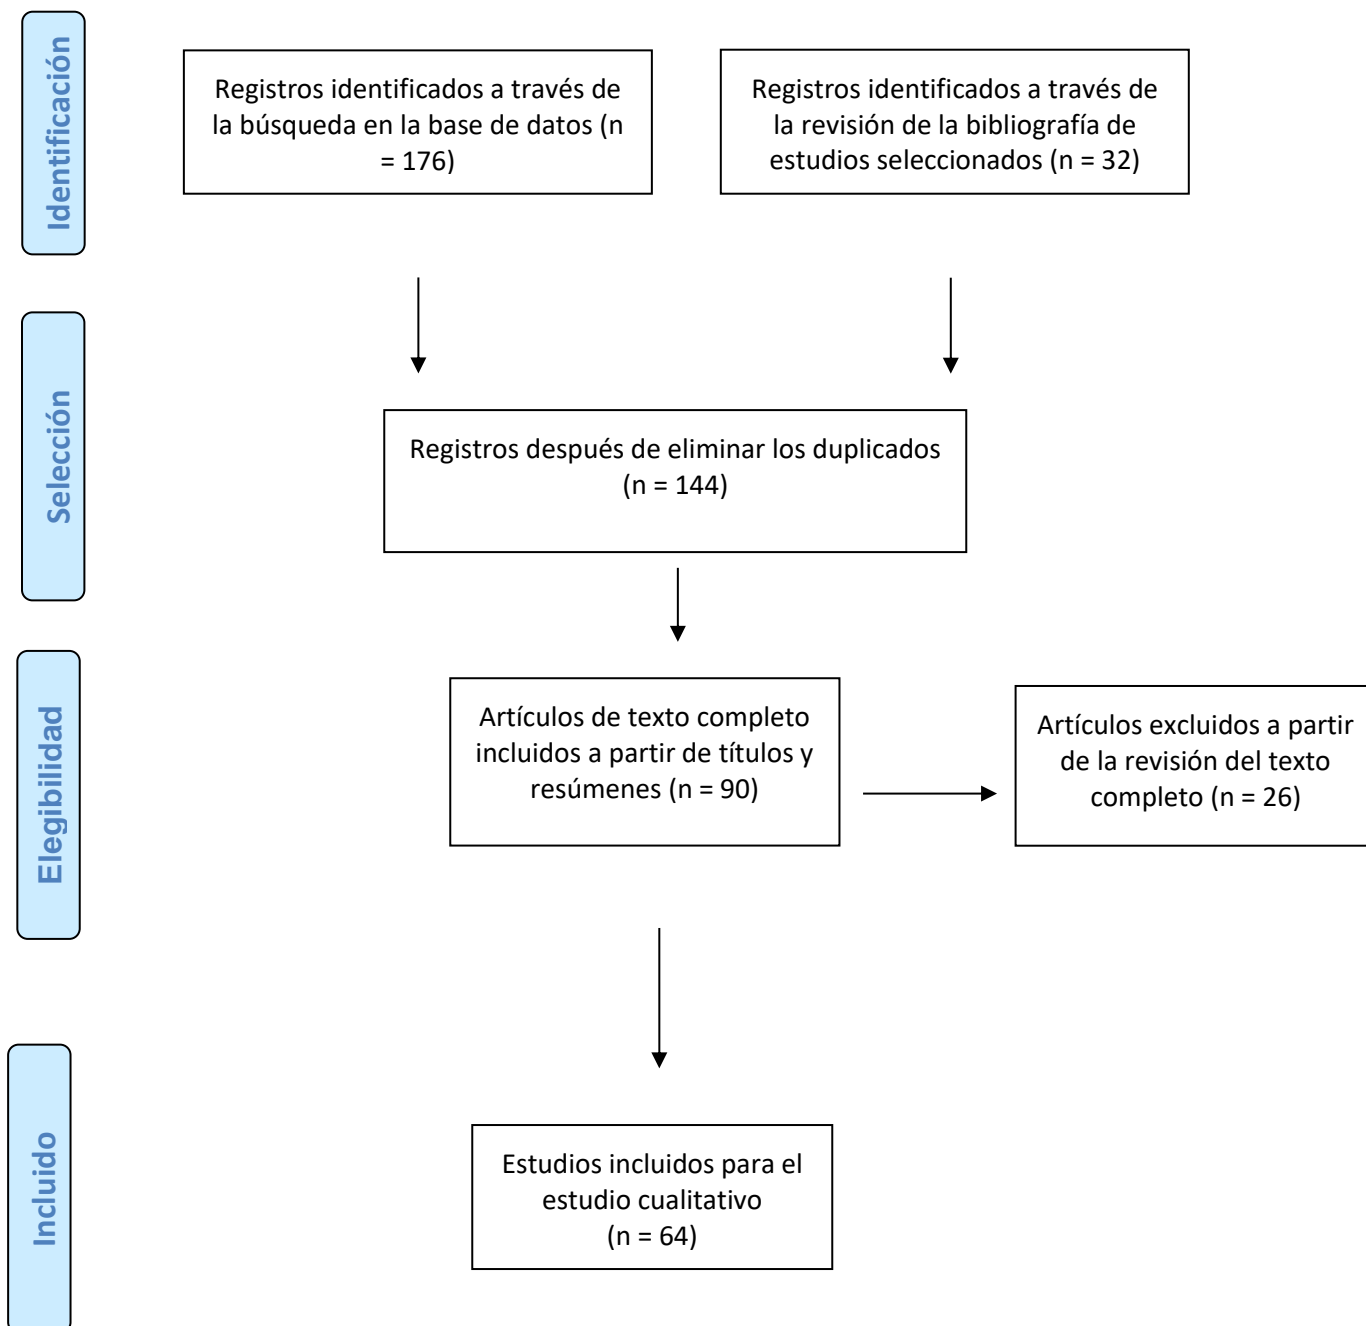 Identificación
Registros identificados a través de
la búsqueda en la base de datos (n
= 176)
Registros identificados a través de
la revisión de la bibliografía de
estudios seleccionados (n = 32)
Selección
Registros después de eliminar los duplicados
(n = 144)
Elegibilidad
Artículos de texto completo
incluidos a partir de títulos y
resúmenes (n = 90)
Artículos excluidos a partir
de la revisión del texto
completo (n = 26)
Incluido
Estudios incluidos para el
estudio cualitativo
(n = 64)